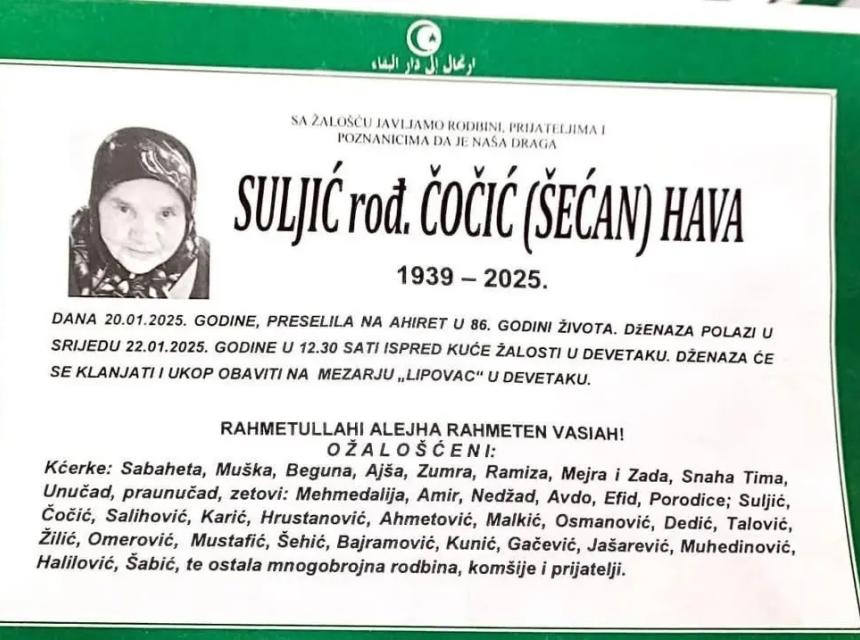 ارتحال إلى دار البقاء
SA ŽALOŠĆU JAVLJAMO RODBINI, PRIJATELJIMA I
POZNANICIMA DA JE NAŠA DRAGA
SULJIĆ rođ. ČOČIĆ (ŠEĆAN) HAVA
1939 – 2025.
DANA 20.01.2025. GODINE, PRESELILA NA AHIRET U 86. GODINI ŽIVOTA. DžENAZA POLAZI U
SRIJEDU 22.01.2025. GODINE U 12.30 SATI ISPRED KUĆE ŽALOSTI U DEVETAKU. DŽENAZA ĆE
SE KLANJATI I UKOP OBAVITI NA MEZARJU „LIPOVAC“ U DEVETAKU.
RAHMETULLAHI ALEJHA RAHMETEN VASIAH!
OŽALOŠĆENI:
Kćerke: Sabaheta, Muška, Beguna, Ajša, Zumra, Ramiza, Mejra i Zada, Snaha Tima,
Unučad, praunučad, zetovi: Mehmedalija, Amir, Nedžad, Avdo, Efid, Porodice; Suljić,
Čočić, Salihović, Karić, Hrustanović, Ahmetović, Malkić, Osmanović, Dedić, Talović,
Žilić, Omerović, Mustafić, Šehić, Bajramović, Kunić, Gačević, Jašarević, Muhedinović,
Halilović, Šabić, te ostala mnogobrojna rodbina, komšije i prijatelji.